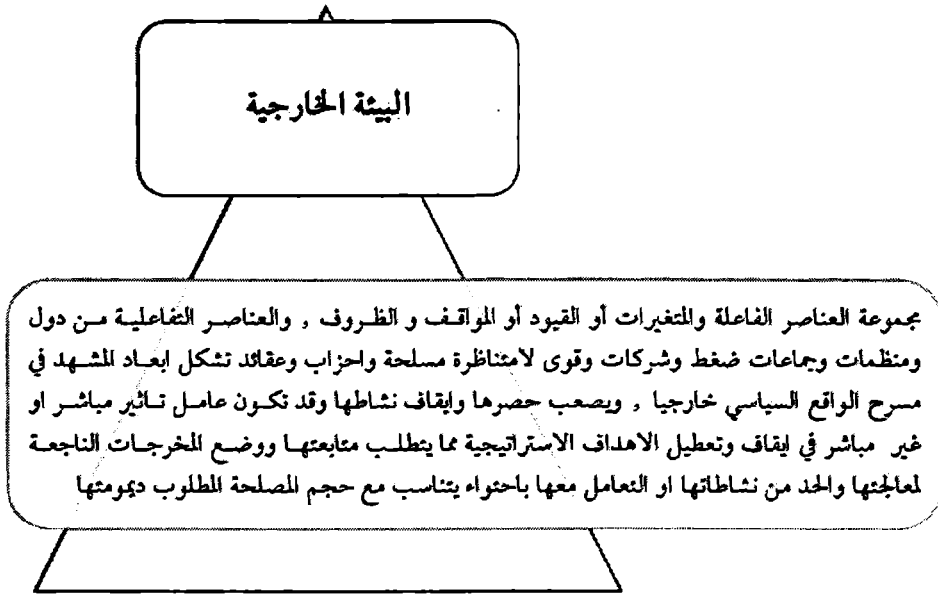 البيئة الخارجية
مجموعة العناصر الفاعلة والمتغيرات أو القيود أو المواقف و الظروف , والعناصر التفاعلية من دول
ومنظمات وجماعات ضغط وشركات وقوى لامتناظرة مسلحة واحزاب وعقائد تشكل ابعاد المشهد في
مسرح الواقع السياسي خارجيا , ويصعب حصرها وايقاف نشاطها وقد تكون عامل تاثير مباشر او
غير مباشر في ايقاف وتعطيل الاهداف الاستراتيجية مما يتطلب متابعتها ووضع المخرجات الناجعة
لمعالجتها والحد من نشاطاتها او التعامل معها باحتواء يتناسب مع حجم المصلحة المطلوب ديمومتها